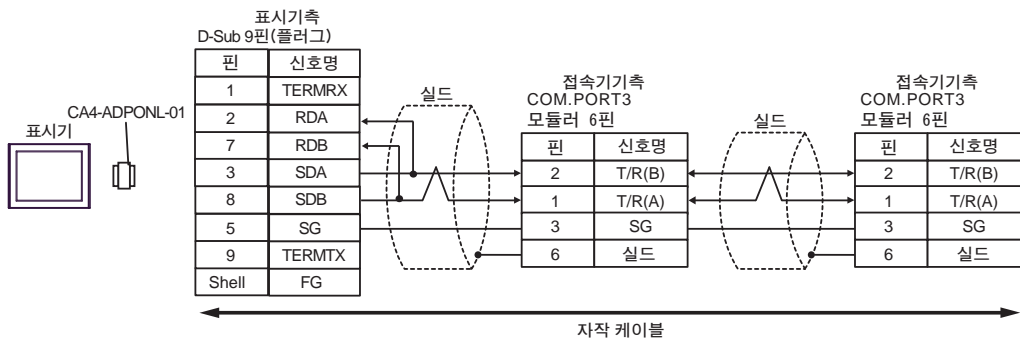 표시기
CA4-ADPONL-01
표시기측
D-Sub 9핀(플러그)
핀 신호명
1 TERMRX
2 RDA
7 RDB
3 SDA
8 SDB
5 SG
9 TERMTX
Shell FG
실드
접속기기측
COM.PORT3
모듈러 6핀
핀 신호명
2 T/R(B)
1 T/R(A)
3 SG
6 실드
실드
접속기기측
COM.PORT3
모듈러 6핀
핀 신호명
2 T/R(B)
1 T/R(A)
3 SG
6 실드
자작 케이블